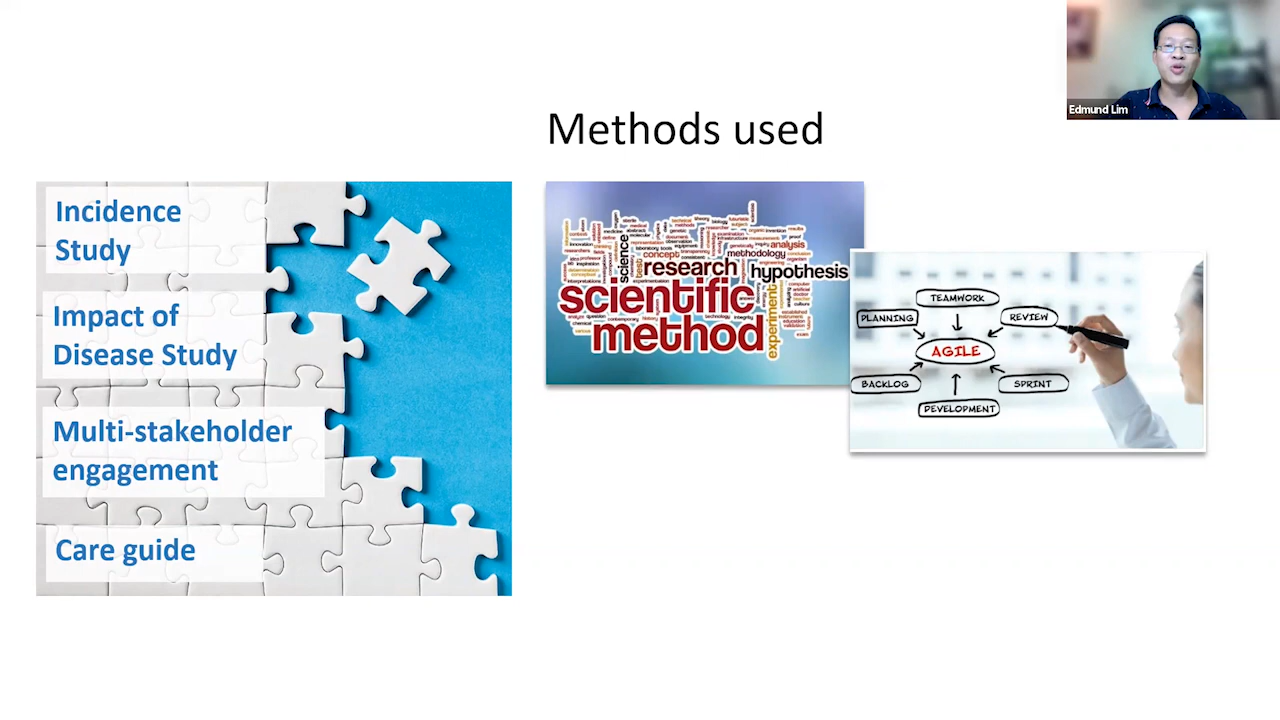 Edmund Lim
Methods used
Incidence
Study
Impact of
Disease Study
Multi-stakeholder
engagement
Care guide
science
concept
analysis
methodology
research
hypothesis
scientific
experiment
method
TEAMWORK
PLANNING
REVIEW
AGILE
BACKLOG
SPRINT
DEVELOPMENT